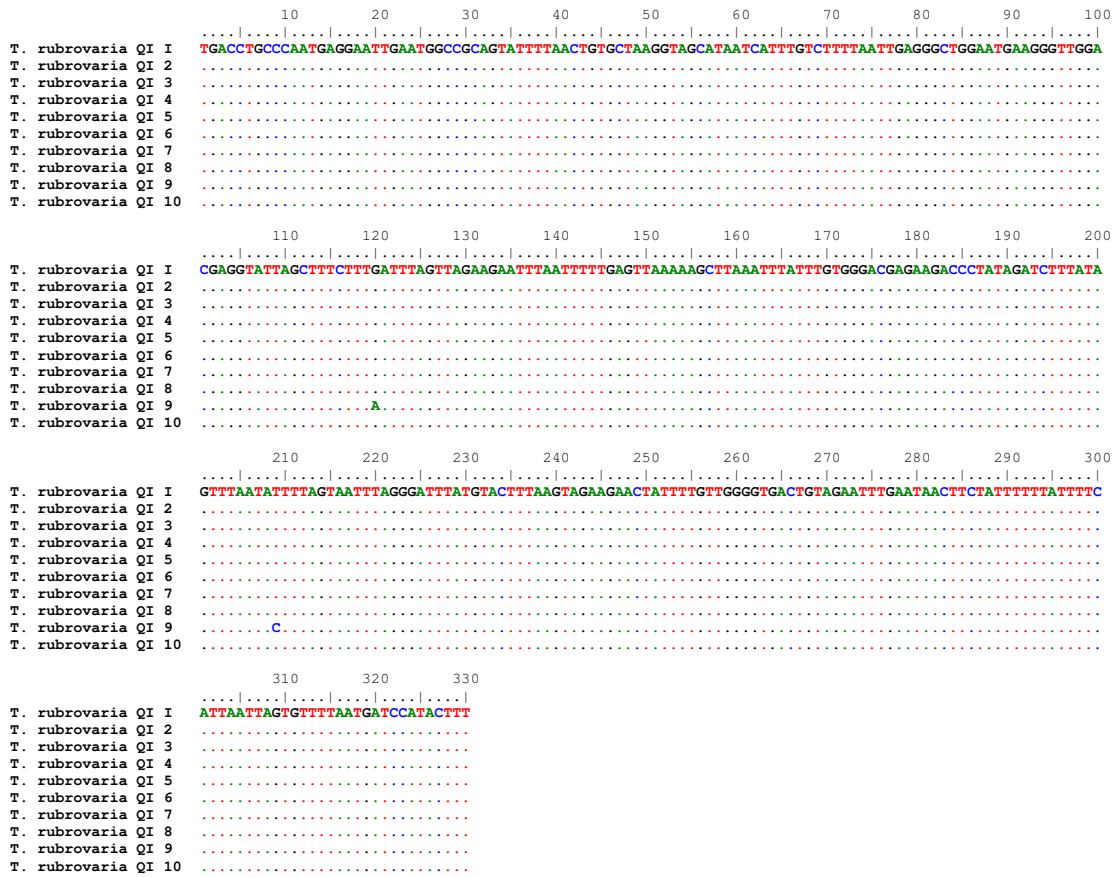 10 20 30 40 50 60 70 80 90 100
....|....|....|....|....|....|....|....|....|....|....|....|....|....|....|....|....|....|....|....|
T. rubrovaria QI I TGACCTGCCCAATGAGGAATTGAATGGCCGCAGTATTTTAACTGTGCTAAGGTAGCATAATCATTTGTCTTTTAATTGAGGGCTGGAATGAAGGGTTGGA
T. rubrovaria QI 2 ....................................................................................................
T. rubrovaria QI 3 ....................................................................................................
T. rubrovaria QI 4 ....................................................................................................
T. rubrovaria QI 5 ....................................................................................................
T. rubrovaria QI 6 ....................................................................................................
T. rubrovaria QI 7 ....................................................................................................
T. rubrovaria QI 8 ....................................................................................................
T. rubrovaria QI 9 ....................................................................................................
T. rubrovaria QI 10 ....................................................................................................
110 120 130 140 150 160 170 180 190 200
....|....|....|....|....|....|....|....|....|....|....|....|....|....|....|....|....|....|....|....|
T. rubrovaria QI I CGAGGTATTAGCTTTCTTTGATTTAGTTAGAAGAATTTAATTTTTGAGTTAAAAAGCTTAAATTTATTTGTGGGACGAGAAGACCCTATAGATCTTTATA
T. rubrovaria QI 2 ....................................................................................................
T. rubrovaria QI 3 ....................................................................................................
T. rubrovaria QI 4 ....................................................................................................
T. rubrovaria QI 5 ....................................................................................................
T. rubrovaria QI 6 ....................................................................................................
T. rubrovaria QI 7 ....................................................................................................
T. rubrovaria QI 8 ....................................................................................................
T. rubrovaria QI 9 ...................A................................................................................
T. rubrovaria QI 10 ....................................................................................................
210 220 230 240 250 260 270 280 290 300
....|....|....|....|....|....|....|....|....|....|....|....|....|....|....|....|....|....|....|....|
T. rubrovaria QI I GTTTAATATTTTAGTAATTTAGGGATTTATGTACTTTAAGTAGAAGAACTATTTTGTTGGGGTGACTGTAGAATTTGAATAACTTCTATTTTTTATTTTC
T. rubrovaria QI 2 ....................................................................................................
T. rubrovaria QI 3 ....................................................................................................
T. rubrovaria QI 4 ....................................................................................................
T. rubrovaria QI 5 ....................................................................................................
T. rubrovaria QI 6 ....................................................................................................
T. rubrovaria QI 7 ....................................................................................................
T. rubrovaria QI 8 ....................................................................................................
T. rubrovaria QI 9 ........C...........................................................................................
T. rubrovaria QI 10 ....................................................................................................
310 320 330
....|....|....|....|....|....|
T. rubrovaria QI I ATTAATTAGTGTTTTAATGATCCATACTTT
T. rubrovaria QI 2 ..............................
T. rubrovaria QI 3 ..............................
T. rubrovaria QI 4 ..............................
T. rubrovaria QI 5 ..............................
T. rubrovaria QI 6 ..............................
T. rubrovaria QI 7 ..............................
T. rubrovaria QI 8 ..............................
T. rubrovaria QI 9 ..............................
T. rubrovaria QI 10 ..............................